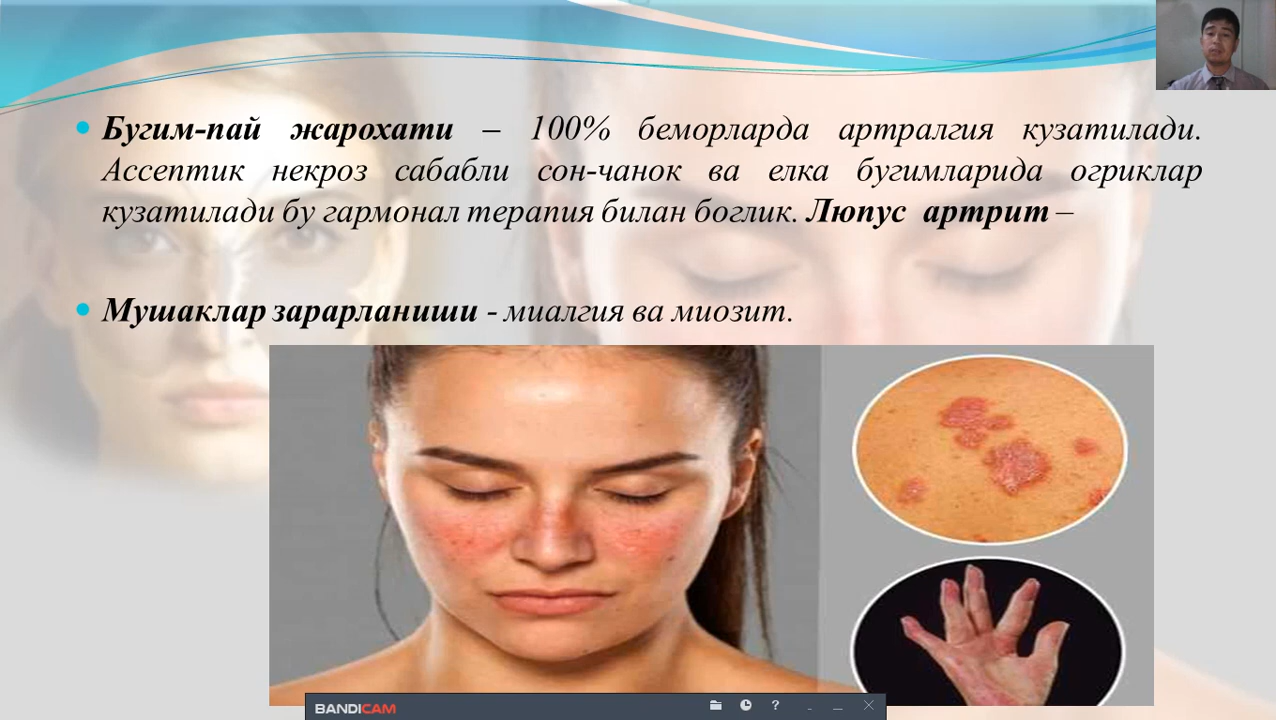 Бугим-пай жарохати – 100% беморларда артралгия кузатилади.
Ассептик некроз сабабли сон-чанок ва елка бугимларида огриклар
кузатилади бу гармонал терапия билан боглик. Люпус артрит –
Мушаклар зарарланиши - миалгия ва миозит.
BANDICAM